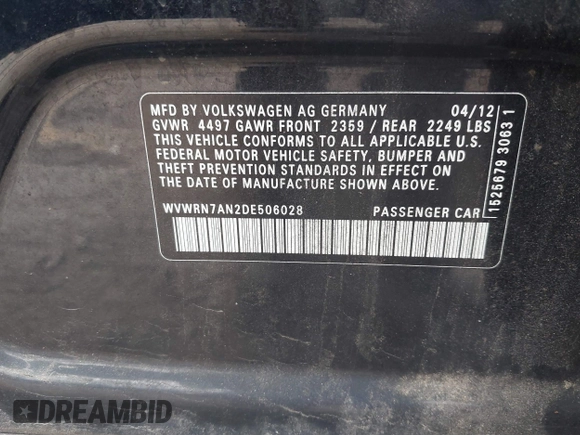 MFD BY VOLKSWAGEN AG GERMANY 04/12
GVWR 4497 GAWR FRONT 2359 / REAR 2249 LBS
THIS VEHICLE CONFORMS TO ALL APPLICABLE U.S.
FEDERAL MOTOR VEHICLE SAFETY, BUMPER AND
THEFT PREVENTION STANDARDS IN EFFECT ON
THE DATE OF MANUFACTURE SHOWN ABOVE.
WVWRN7AN2DE506028 PASSENGER CAR
1525679 3063 1
DREAMBID